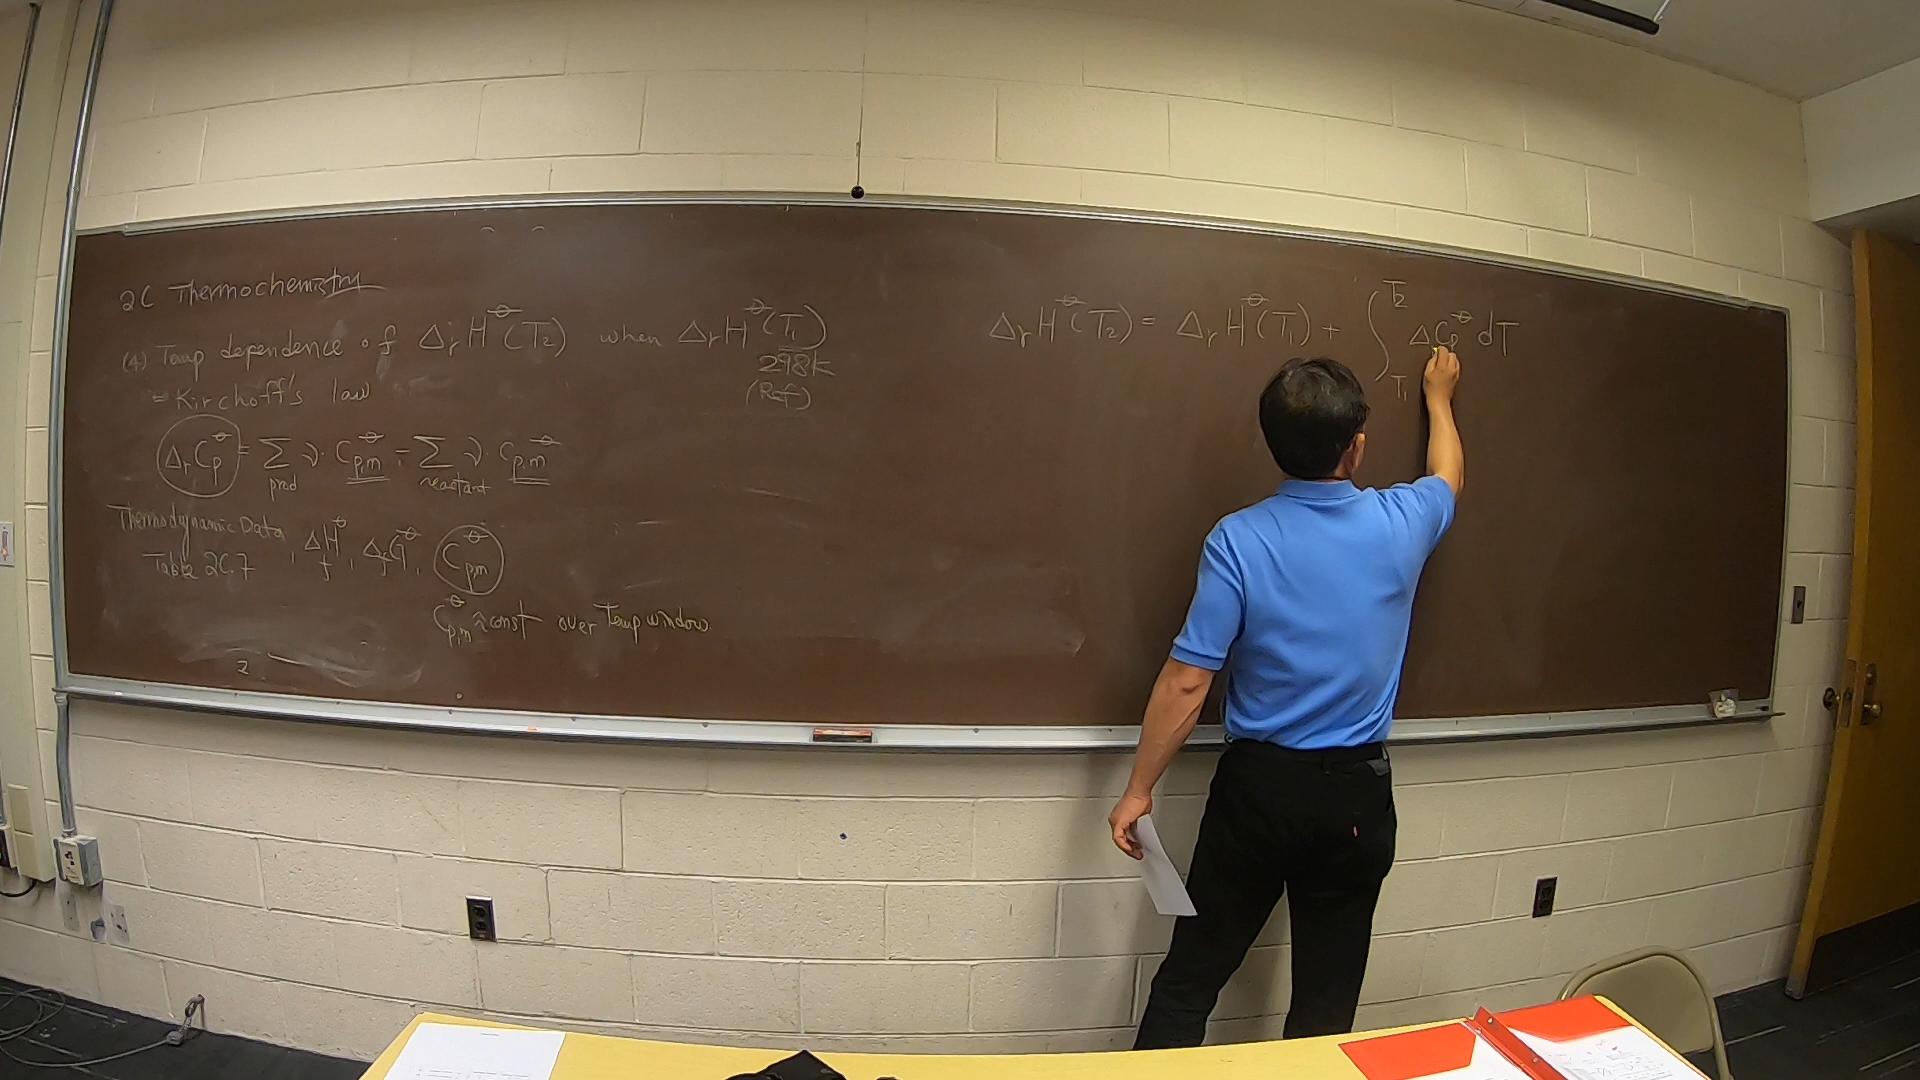 2C Thermochemistry
(4) Temp dependence of ΔrH⦵(T2) when ΔrH⦵(T1)
298K
(Ref)
= Kirchoff's law
ΔrCp⦵ = Σ ν · Cp,m⦵ - Σ ν · Cp,m⦵
prod reactant
Thermodynamic Data
Table 2C.7 , ΔfH⦵, ΔfG⦵, Cp,m⦵
Cp,m⦵ ≈ const over Temp window.
2
ΔrH⦵(T2) = ΔrH⦵(T1) + ∫T1T2 ΔCp⦵ dT